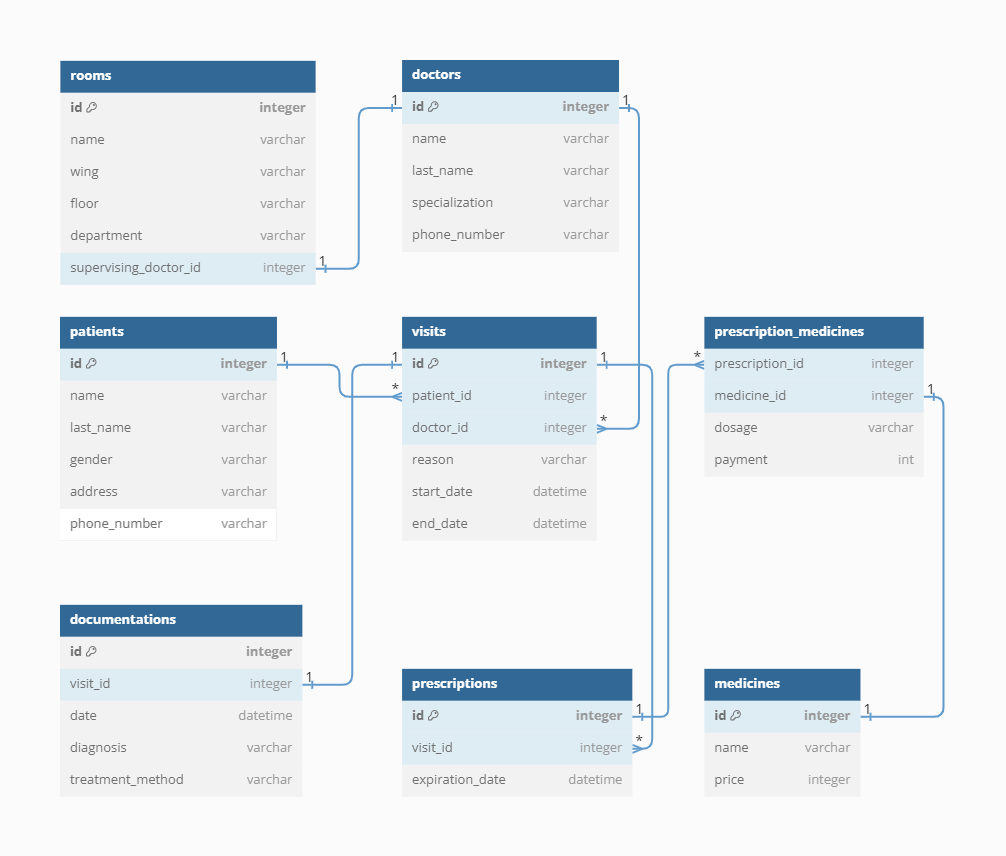 rooms
id integer
name varchar
wing varchar
floor varchar
department varchar
supervising_doctor_id integer
1
1
doctors
id integer
name varchar
last_name varchar
specialization varchar
phone_number varchar
1
patients
id integer
name varchar
last_name varchar
gender varchar
address varchar
phone_number varchar
1
1
*
visits
id integer
patient_id integer
doctor_id integer
reason varchar
start_date datetime
end_date datetime
1
*
*
prescription_medicines
prescription_id integer
medicine_id integer
dosage varchar
payment int
1
documentations
id integer
visit_id integer
date datetime
diagnosis varchar
treatment_method varchar
1
prescriptions
id integer
visit_id integer
expiration_date datetime
1
*
medicines
id integer
name varchar
price integer
1